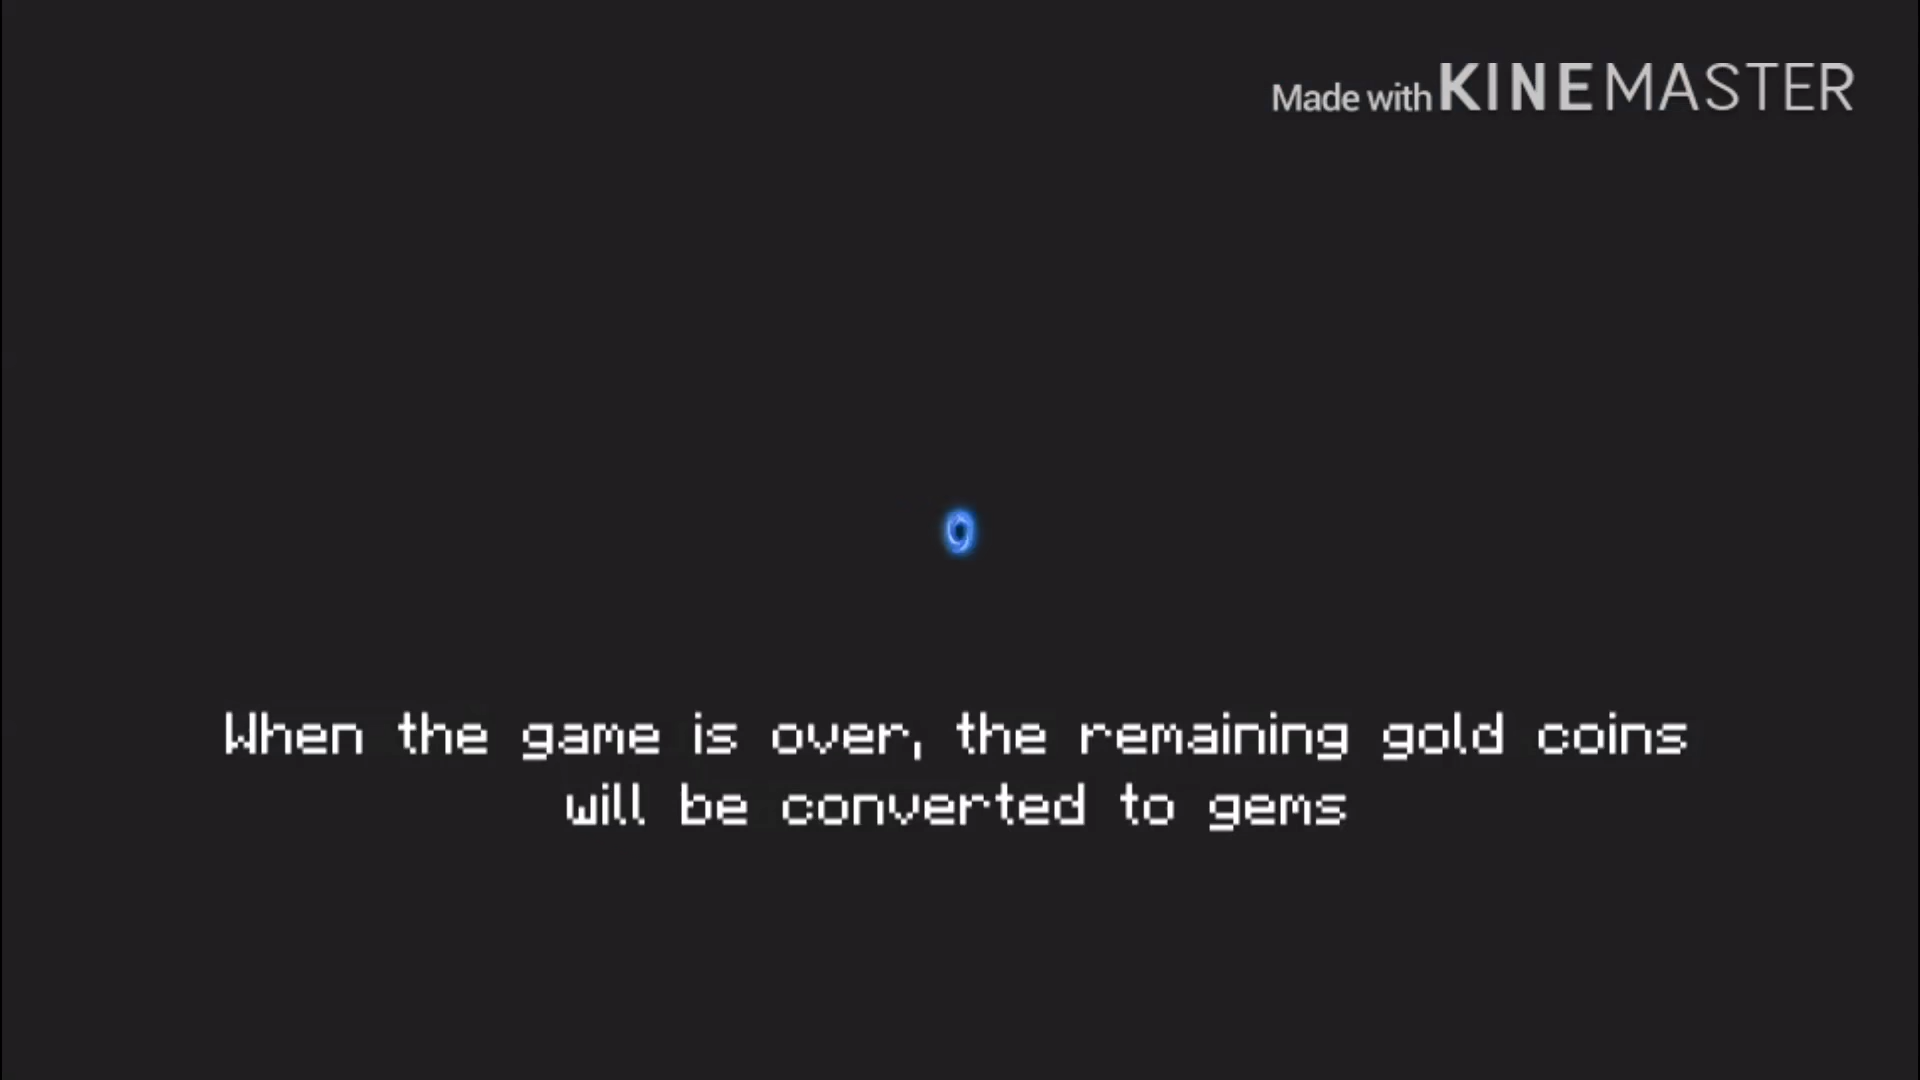 Made with KINEMASTER
When the game is over, the remaining gold coins
will be converted to gems